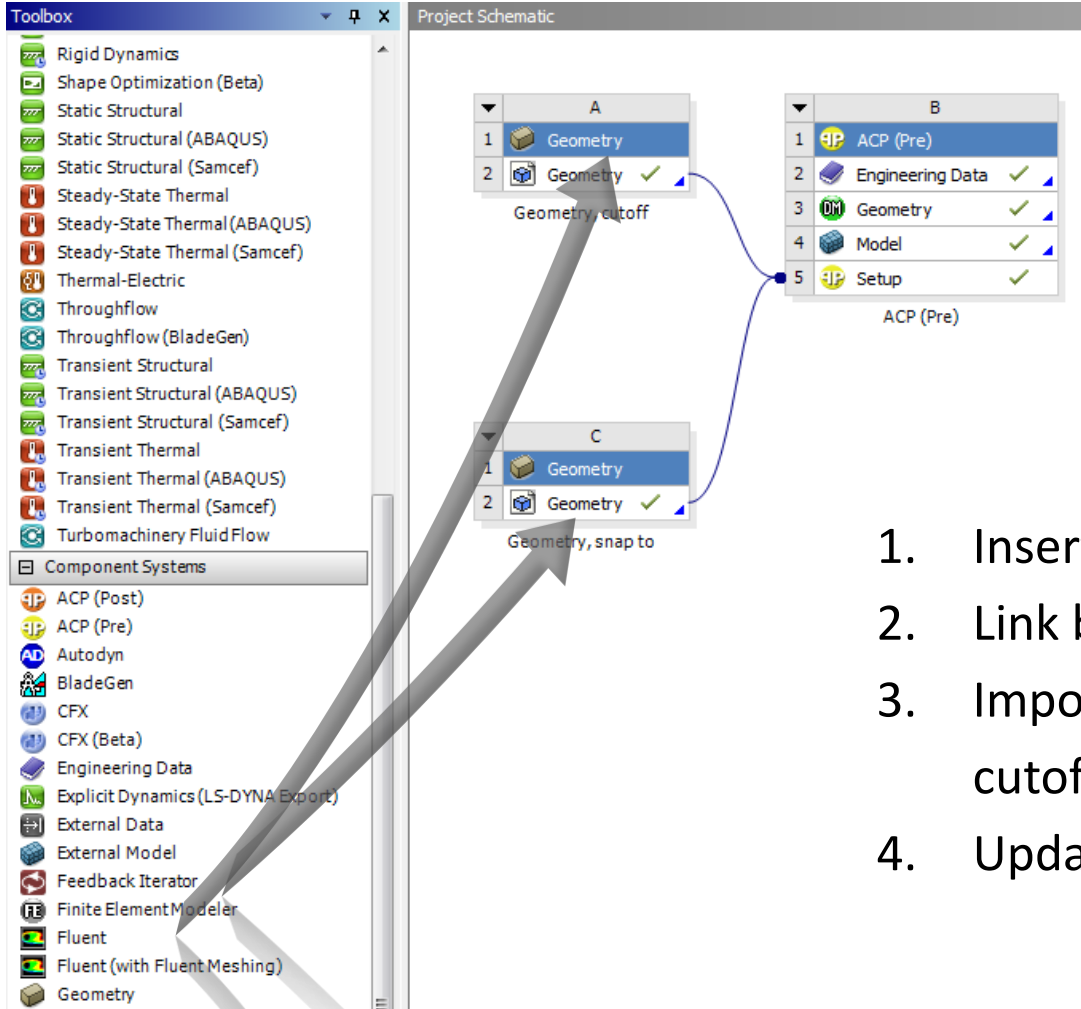 Toolbox
Rigid Dynamics
Shape Optimization (Beta)
Static Structural
Static Structural (ABAQUS)
Static Structural (Samcef)
Steady-State Thermal
Steady-State Thermal (ABAQUS)
Steady-State Thermal (Samcef)
Thermal-Electric
Throughflow
Throughflow (BladeGen)
Transient Structural
Transient Structural (ABAQUS)
Transient Structural (Samcef)
Transient Thermal
Transient Thermal (ABAQUS)
Transient Thermal (Samcef)
Turbomachinery Fluid Flow
Component Systems
ACP (Post)
ACP (Pre)
Autodyn
BladeGen
CFX
CFX (Beta)
Engineering Data
Explicit Dynamics (LS-DYNA Export)
External Data
External Model
Feedback Iterator
Finite Element Modeler
Fluent
Fluent (with Fluent Meshing)
Geometry
Project Schematic
A
1 Geometry
2 Geometry
Geometry, cutoff
B
1 ACP (Pre)
2 Engineering Data
3 DM Geometry
4 Model
5 Setup
ACP (Pre)
C
1 Geometry
2 Geometry
Geometry, snap to
1. Inser
2. Link
3. Impo
cutof
4. Upda